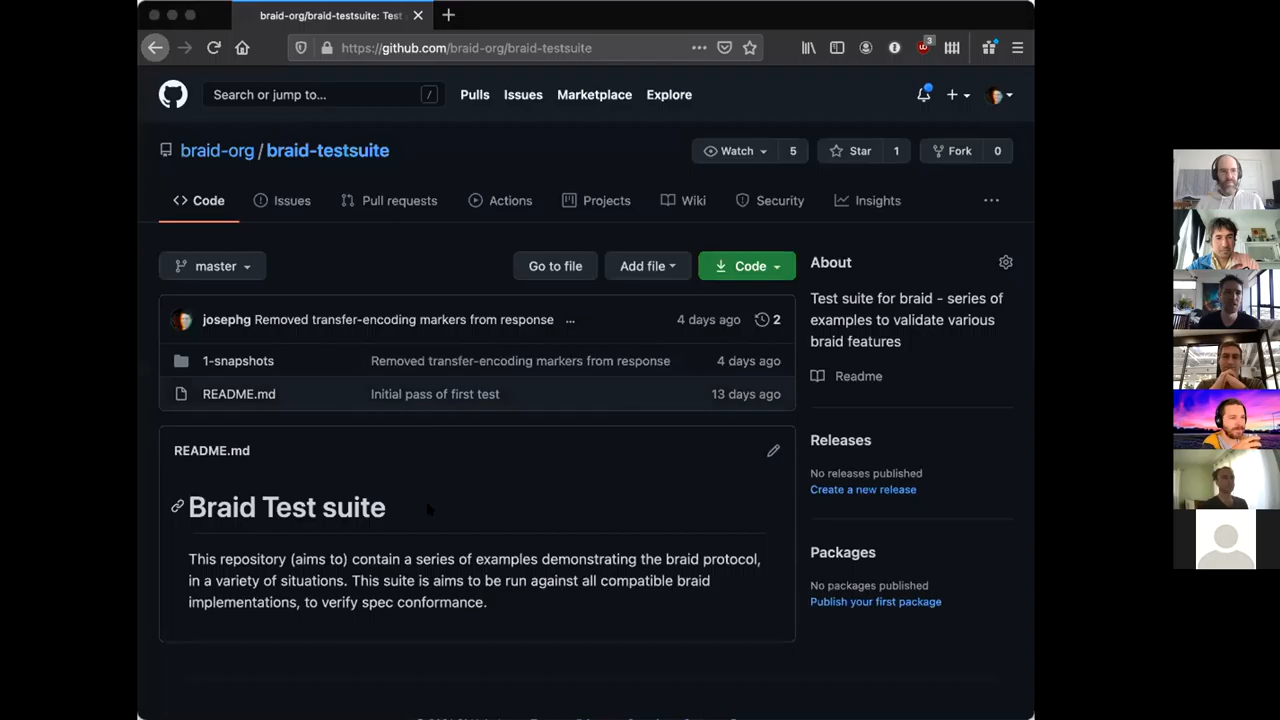 braid-org/braid-testsuite: Test
https://github.com/braid-org/braid-testsuite
3
Search or jump to...
/
Pulls
Issues
Marketplace
Explore
braid-org / braid-testsuite
Watch
5
Star
1
Fork
0
Code
Issues
Pull requests
Actions
Projects
Wiki
Security
Insights
master
Go to file
Add file
Code
josephg Removed transfer-encoding markers from response ... 4 days ago 2
1-snapshots Removed transfer-encoding markers from response 4 days ago
README.md Initial pass of first test 13 days ago
README.md
Braid Test suite
This repository (aims to) contain a series of examples demonstrating the braid protocol,
in a variety of situations. This suite is aims to be run against all compatible braid
implementations, to verify spec conformance.
About
Test suite for braid - series of
examples to validate various
braid features
Readme
Releases
No releases published
Create a new release
Packages
No packages published
Publish your first package